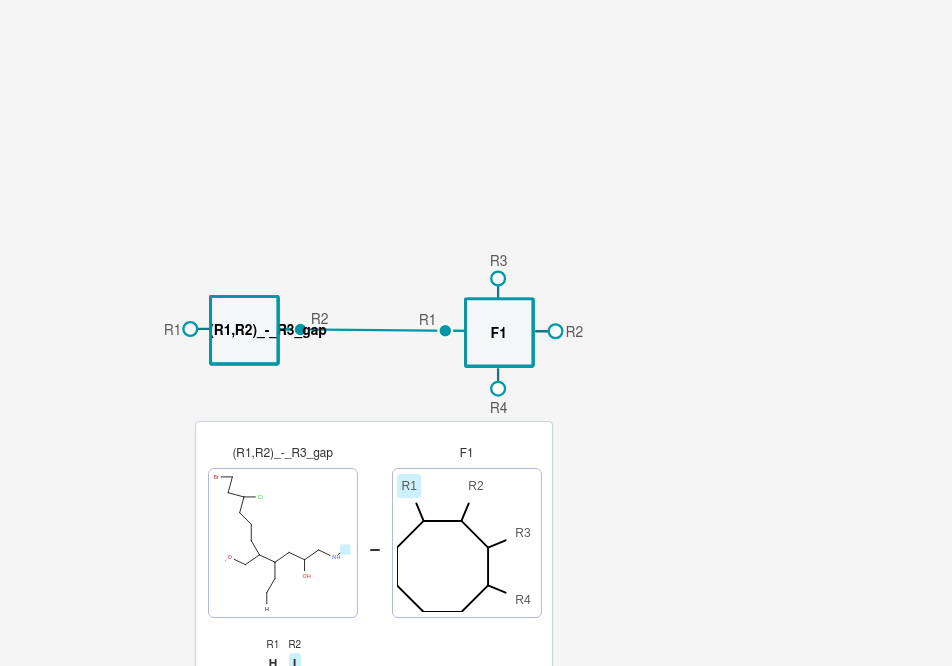 R3
R1
(R1,R2)_-_R3_gap
R2
R1
F1
R2
R4
(R1,R2)_-_R3_gap
F1
Br
Cl
O
OH
NH
H
R1
R2
R3
R4
R1 R2
H